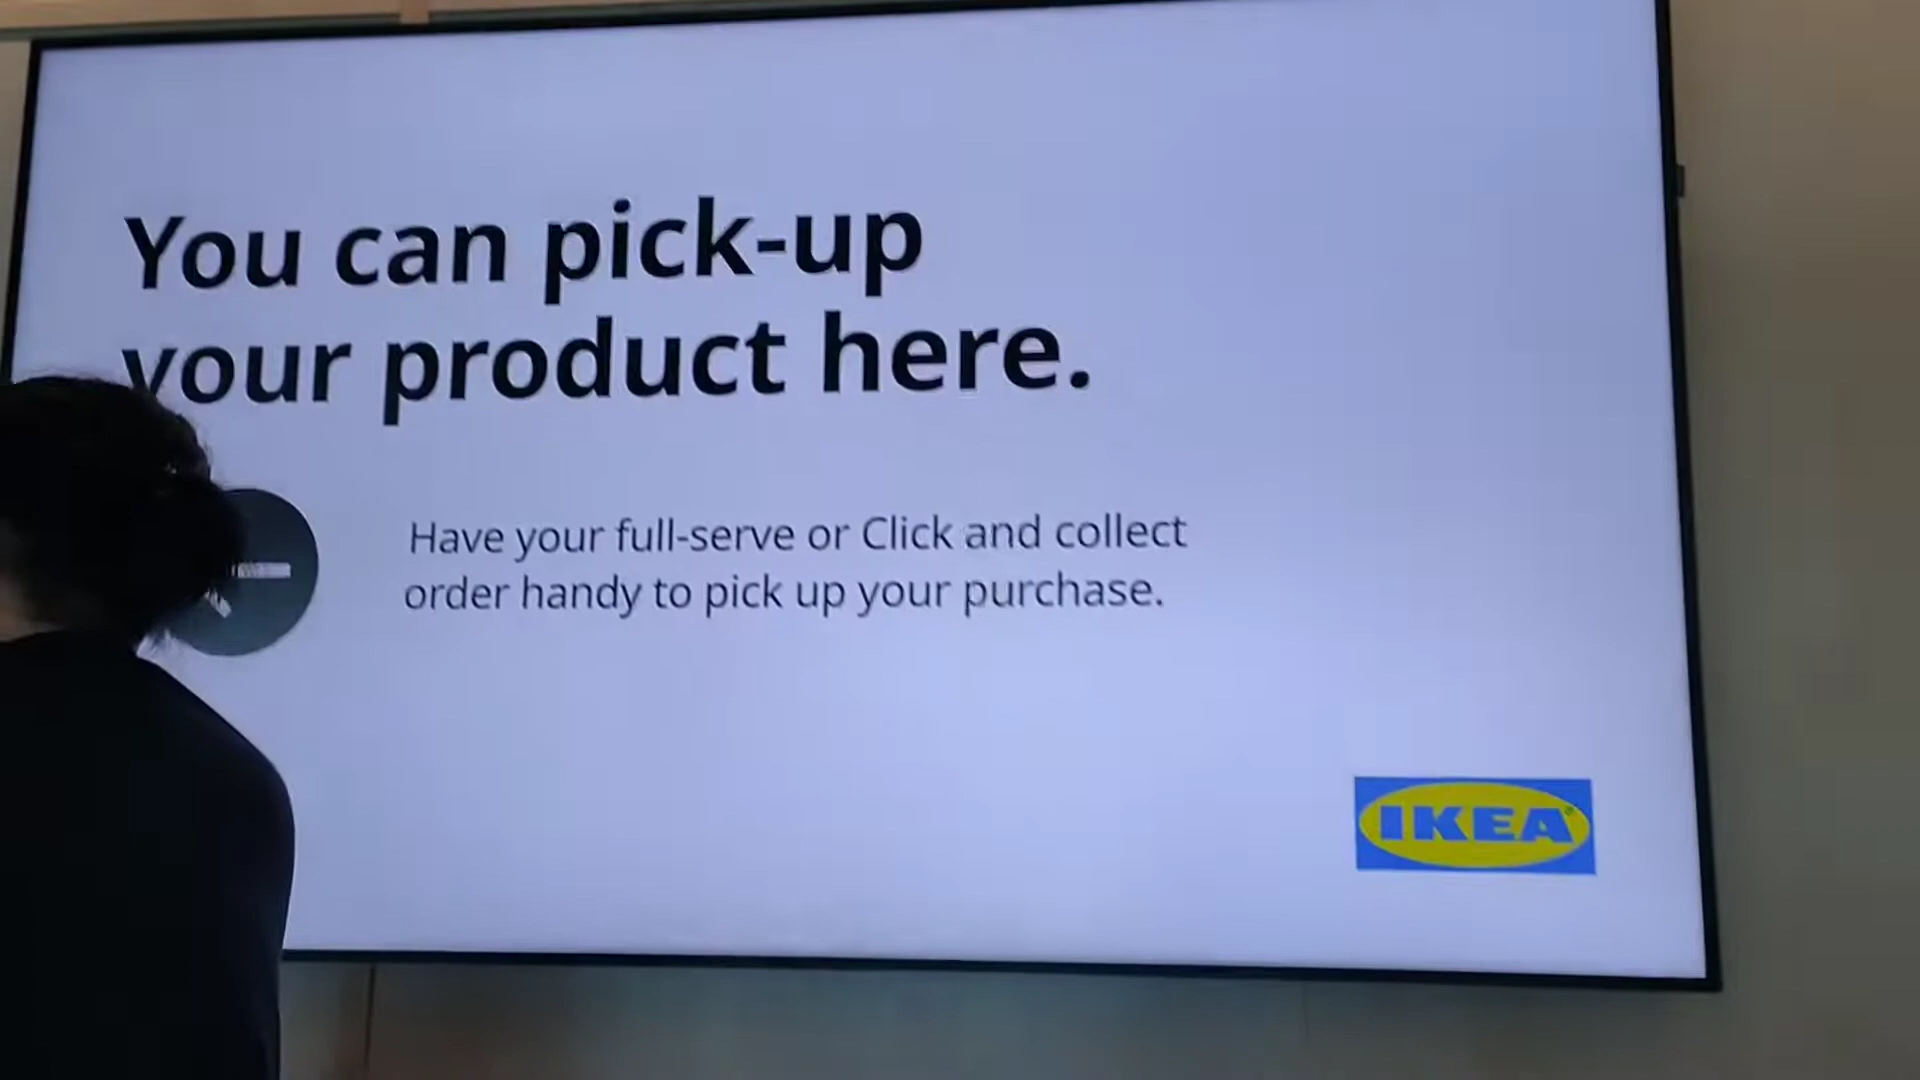 You can pick-up
your product here.
Have your full-serve or Click and collect
order handy to pick up your purchase.
IKEA